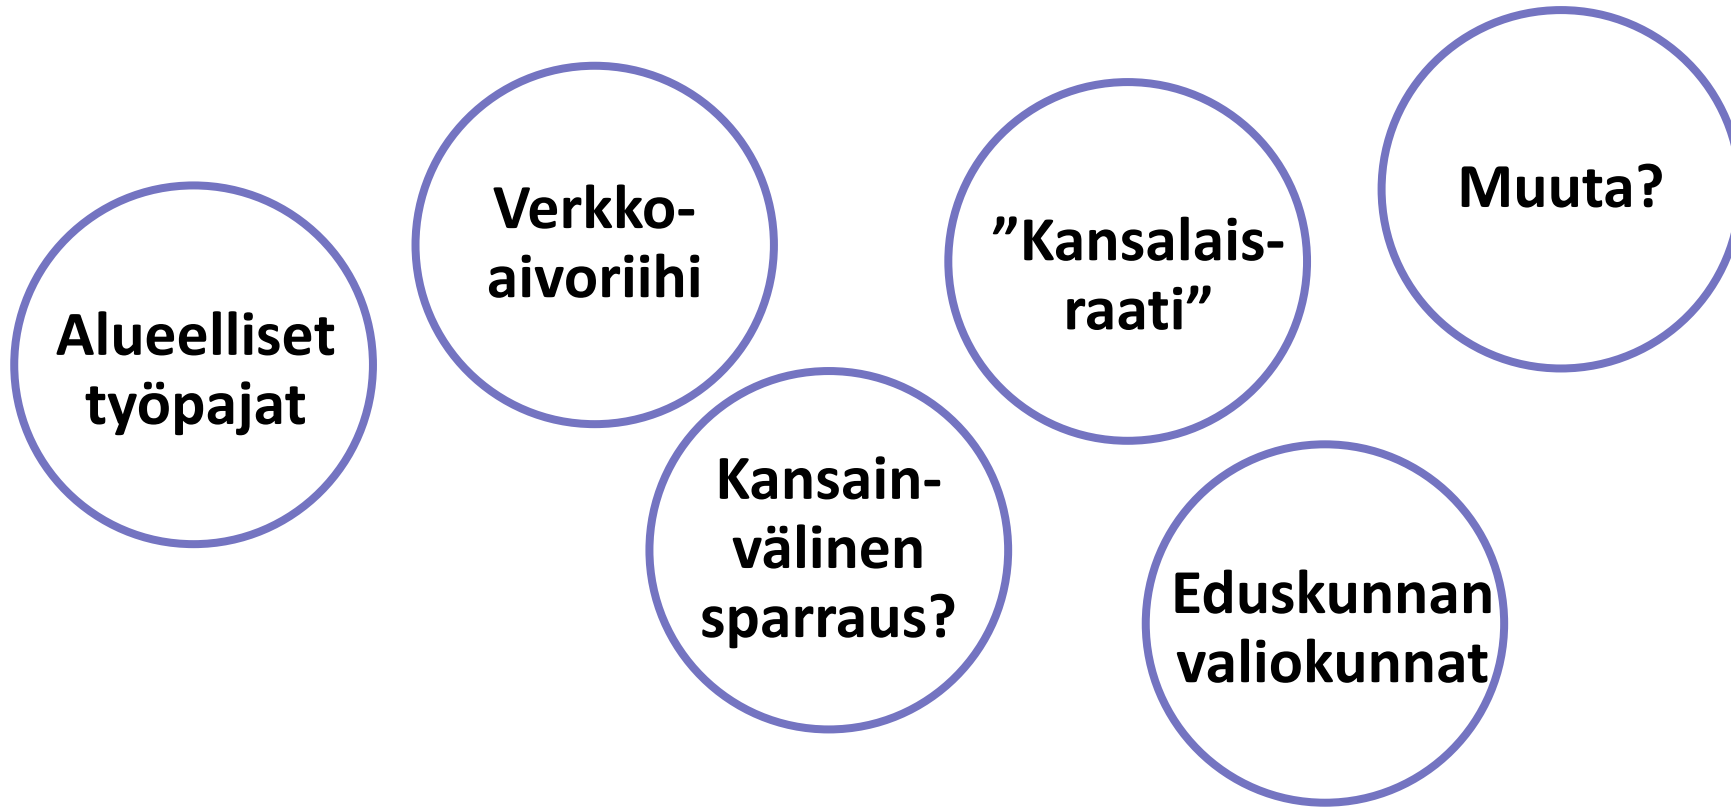 Alueelliset
työpajat
Verkko-
aivoriihi
Kansain-
välinen
sparraus?
”Kansalais-
raati”
Eduskunnan
valiokunnat
Muuta?